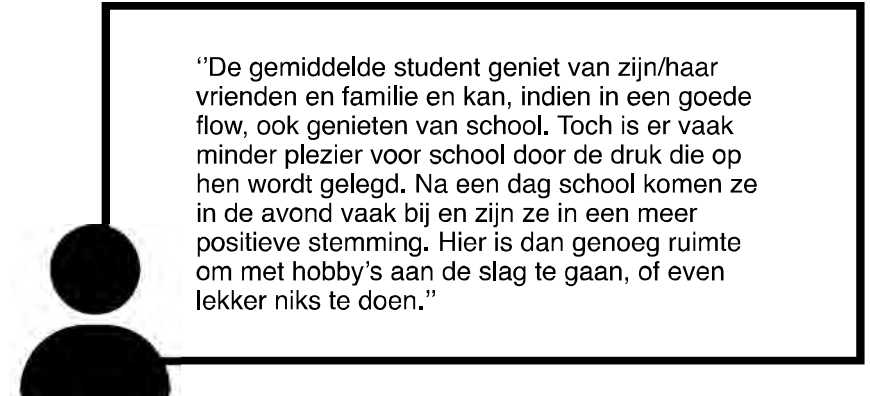 ‘’De gemiddelde student geniet van zijn/haar
vrienden en familie en kan, indien in een goede
flow, ook genieten van school. Toch is er vaak
minder plezier voor school door de druk die op
hen wordt gelegd. Na een dag school komen ze
in de avond vaak bij en zijn ze in een meer
positieve stemming. Hier is dan genoeg ruimte
om met hobby’s aan de slag te gaan, of even
lekker niks te doen.’’